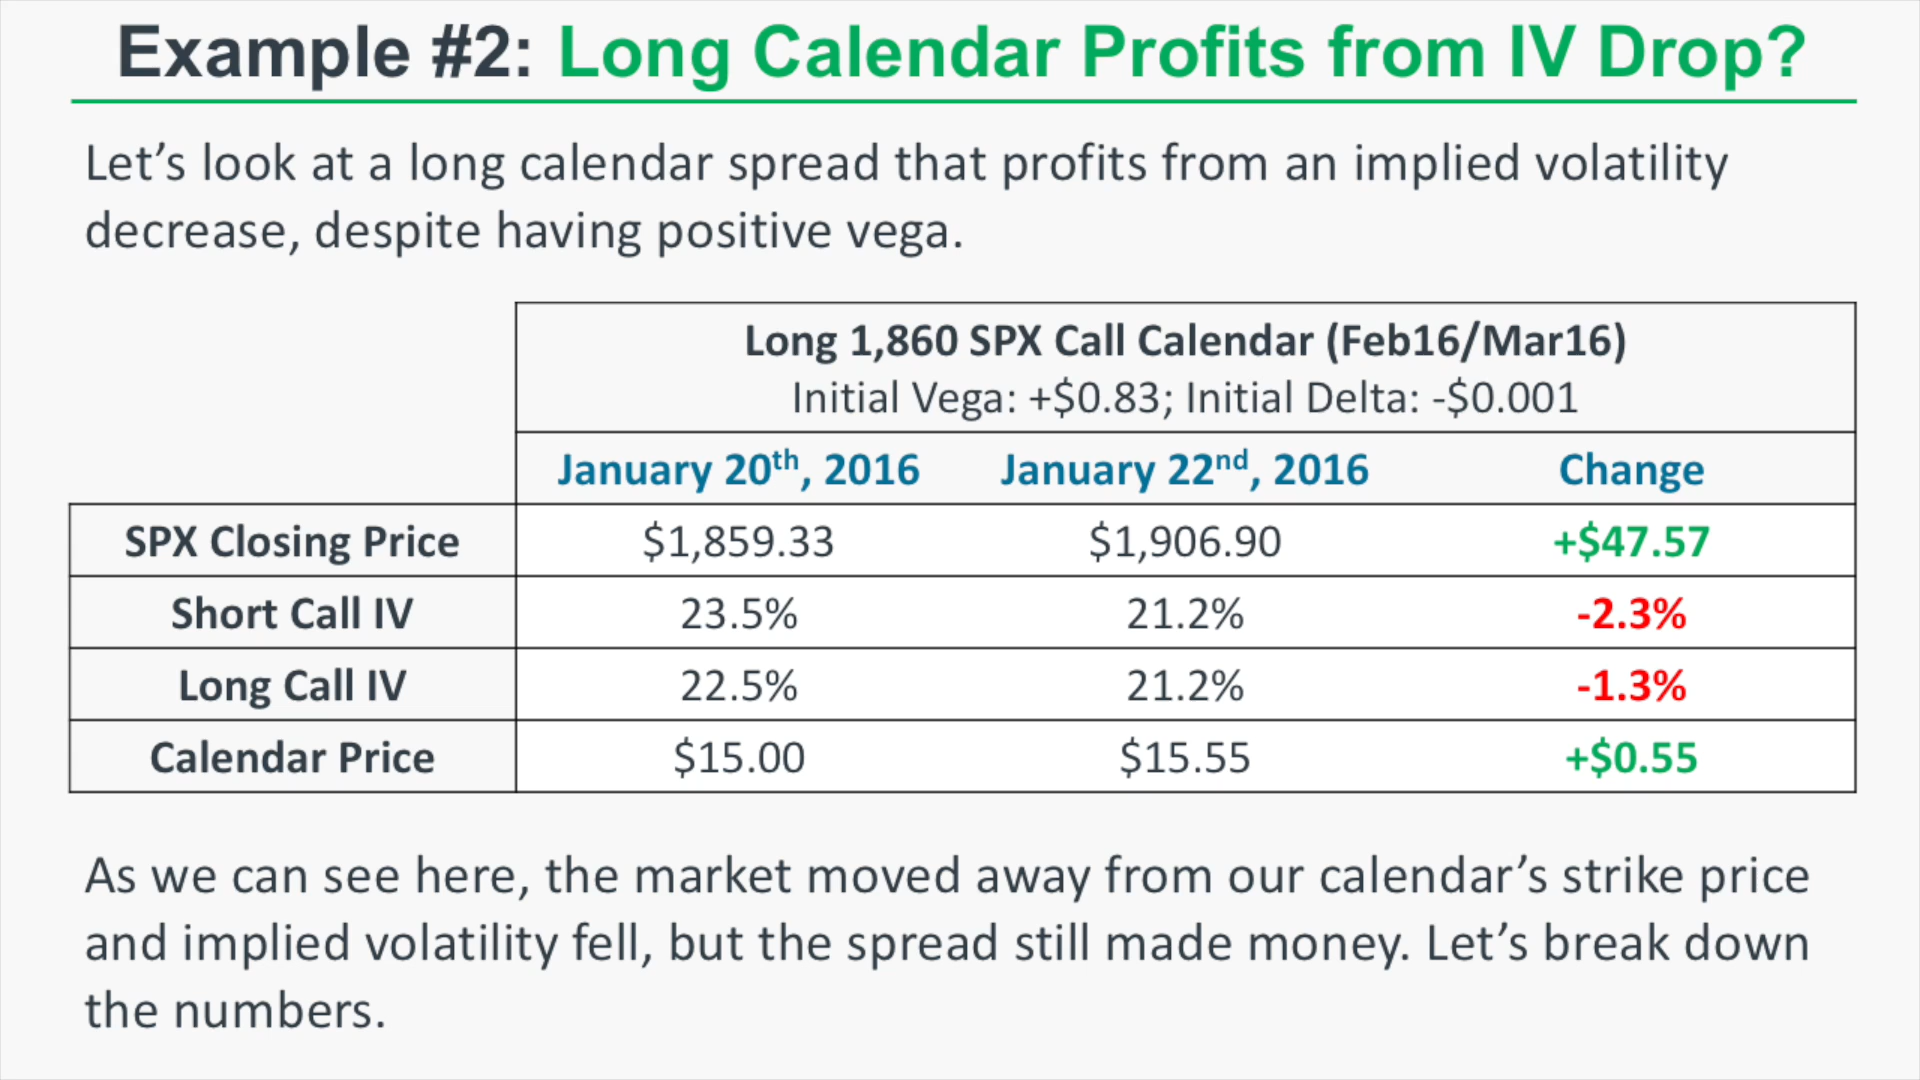 Example #2: Long Calendar Profits from IV Drop?
Let’s look at a long calendar spread that profits from an implied volatility
decrease, despite having positive vega.
Long 1,860 SPX Call Calendar (Feb16/Mar16)
Initial Vega: +$0.83; Initial Delta: -$0.001
January 20th, 2016 January 22nd, 2016 Change
SPX Closing Price $1,859.33 $1,906.90 +$47.57
Short Call IV 23.5% 21.2% -2.3%
Long Call IV 22.5% 21.2% -1.3%
Calendar Price $15.00 $15.55 +$0.55
As we can see here, the market moved away from our calendar’s strike price
and implied volatility fell, but the spread still made money. Let’s break down
the numbers.